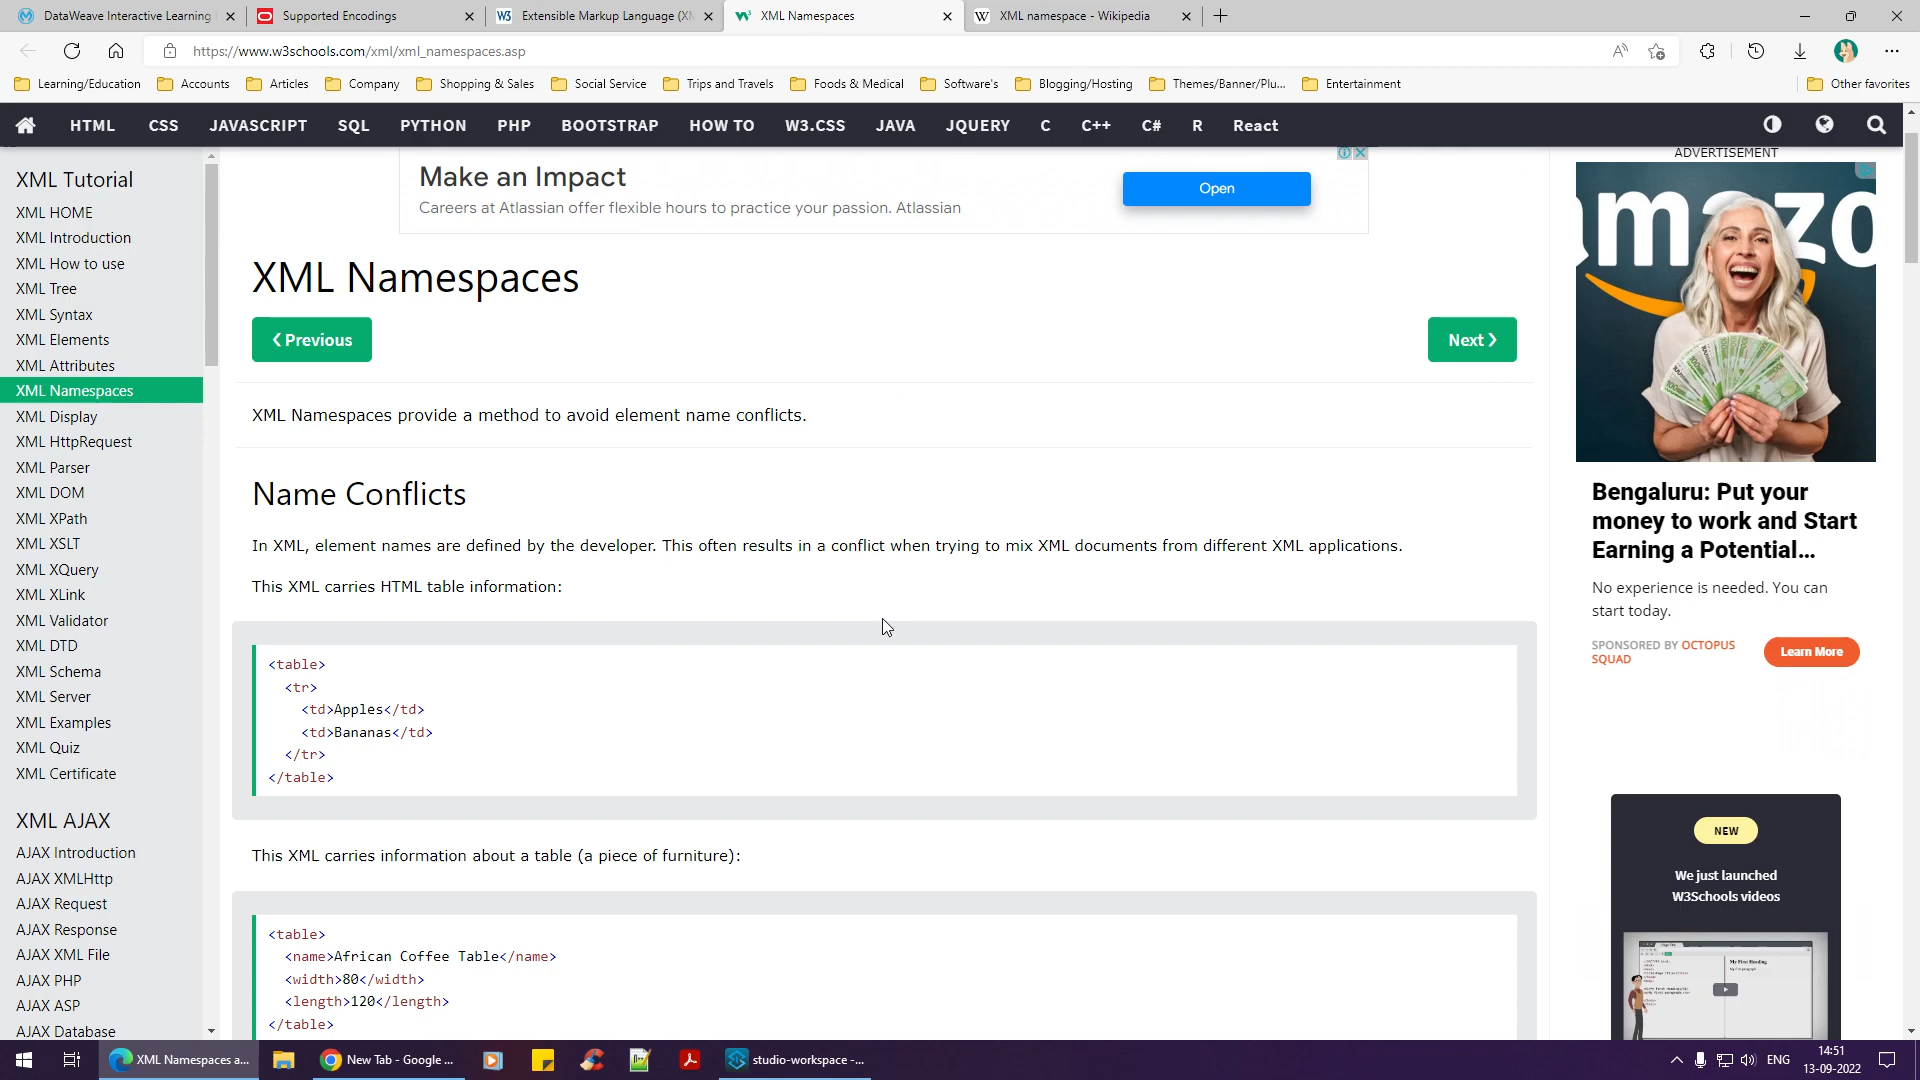 DataWeave Interactive Learning
Supported Encodings
Extensible Markup Language (XM
XML Namespaces
XML namespace - Wikipedia
https://www.w3schools.com/xml/xml_namespaces.asp
Learning/Education
Accounts
Articles
Company
Shopping & Sales
Social Service
Trips and Travels
Foods & Medical
Software's
Blogging/Hosting
Themes/Banner/Plu...
Entertainment
Other favorites
HTML
CSS
JAVASCRIPT
SQL
PYTHON
PHP
BOOTSTRAP
HOW TO
W3.CSS
JAVA
JQUERY
C
C++
C#
R
React
XML Tutorial
XML HOME
XML Introduction
XML How to use
XML Tree
XML Syntax
XML Elements
XML Attributes
XML Namespaces
XML Display
XML HttpRequest
XML Parser
XML DOM
XML XPath
XML XSLT
XML XQuery
XML XLink
XML Validator
XML DTD
XML Schema
XML Server
XML Examples
XML Quiz
XML Certificate
XML AJAX
AJAX Introduction
AJAX XMLHttp
AJAX Request
AJAX Response
AJAX XML File
AJAX PHP
AJAX ASP
AJAX Database
Make an Impact
Careers at Atlassian offer flexible hours to practice your passion. Atlassian
Open
XML Namespaces
❮ Previous
Next ❯
XML Namespaces provide a method to avoid element name conflicts.
Name Conflicts
In XML, element names are defined by the developer. This often results in a conflict when trying to mix XML documents from different XML applications.
This XML carries HTML table information:
<table>
<tr>
<td>Apples</td>
<td>Bananas</td>
</tr>
</table>
This XML carries information about a table (a piece of furniture):
<table>
<name>African Coffee Table</name>
<width>80</width>
<length>120</length>
</table>
ADVERTISEMENT
mazo
Bengaluru: Put your
money to work and Start
Earning a Potential...
No experience is needed. You can
start today.
SPONSORED BY OCTOPUS
SQUAD
Learn More
NEW
We just launched
W3Schools videos
XML Namespaces a...
New Tab - Google ...
studio-workspace -...
ENG
14:51
13-09-2022